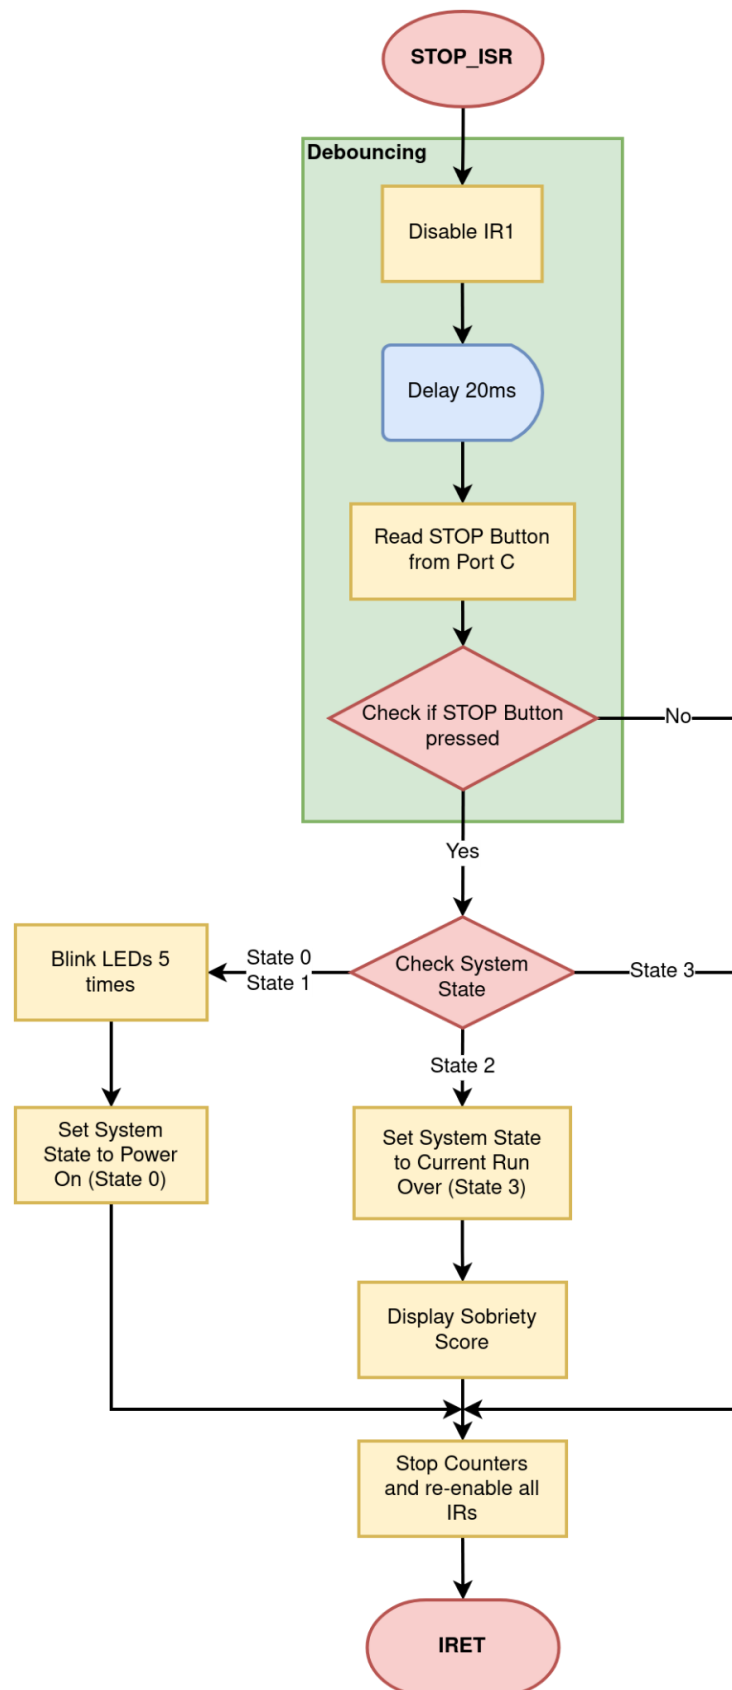 STOP_ISR
Debouncing
Disable IR1
Delay 20ms
Read STOP Button
from Port C
Check if STOP Button
pressed
No
Yes
Blink LEDs 5
times
State 0
State 1
Check System
State
State 3
State 2
Set System
State to Power
On (State 0)
Set System State
to Current Run
Over (State 3)
Display Sobriety
Score
Stop Counters
and re-enable all
IRs
IRET